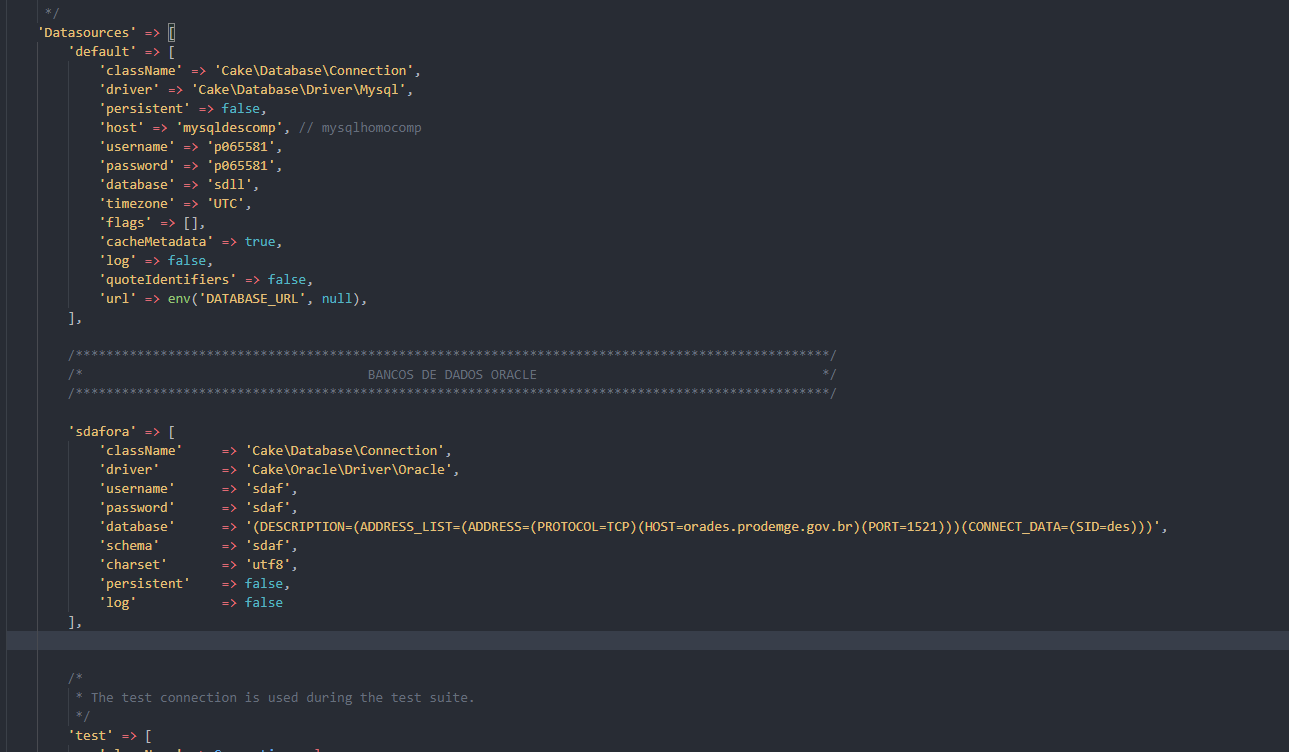 */
'Datasources' => [
'default' => [
'className' => 'Cake\Database\Connection',
'driver' => 'Cake\Database\Driver\Mysql',
'persistent' => false,
'host' => 'mysqldescomp', // mysqlhomocomp
'username' => 'p065581',
'password' => 'p065581',
'database' => 'sdll',
'timezone' => 'UTC',
'flags' => [],
'cacheMetadata' => true,
'log' => false,
'quoteIdentifiers' => false,
'url' => env('DATABASE_URL', null),
],
/**************************************************************************************************/
/* BANCOS DE DADOS ORACLE */
/**************************************************************************************************/
'sdafora' => [
'className' => 'Cake\Database\Connection',
'driver' => 'Cake\Oracle\Driver\Oracle',
'username' => 'sdaf',
'password' => 'sdaf',
'database' => '(DESCRIPTION=(ADDRESS_LIST=(ADDRESS=(PROTOCOL=TCP)(HOST=orades.prodemge.gov.br)(PORT=1521)))(CONNECT_DATA=(SID=des)))',
'schema' => 'sdaf',
'charset' => 'utf8',
'persistent' => false,
'log' => false
],
/*
* The test connection is used during the test suite.
*/
'test' => [